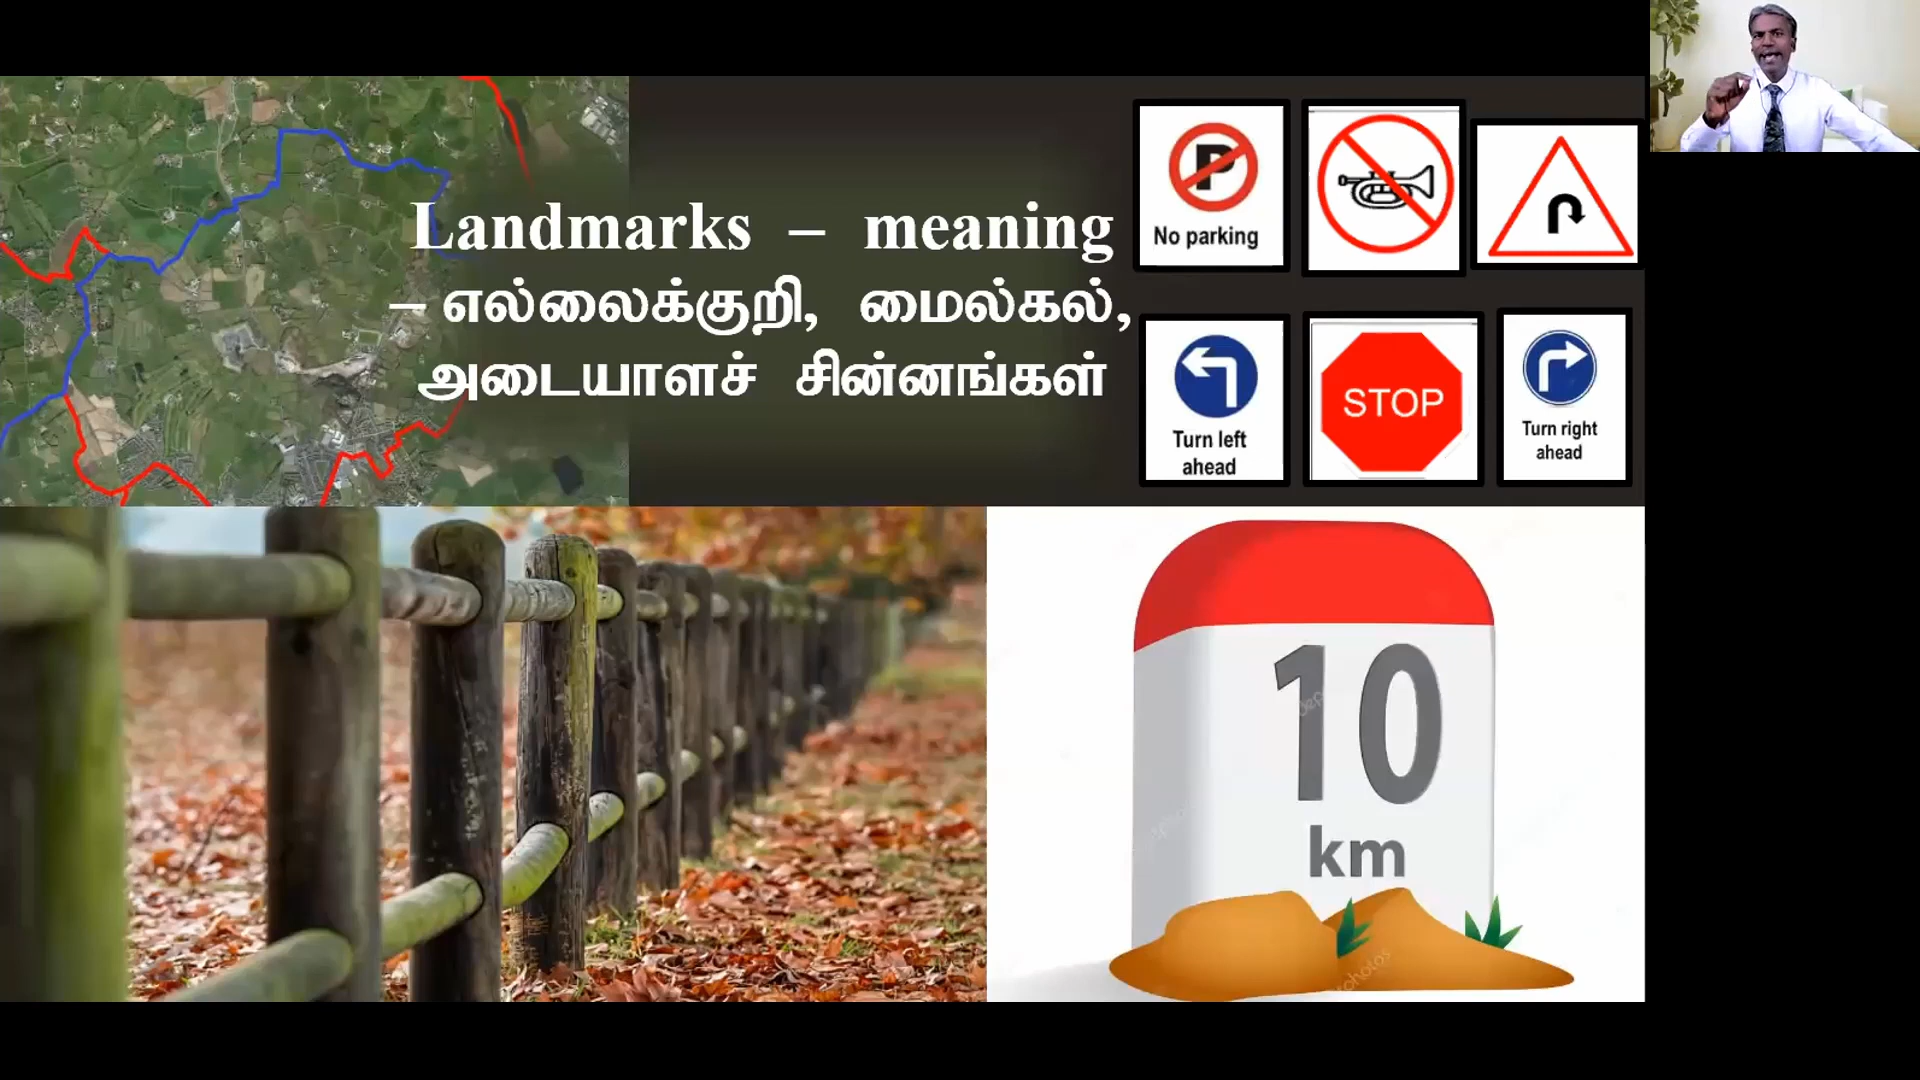 Landmarks – meaning
– எல்லைக்குறி, மைல்கல்,
அடையாளச் சின்னங்கள்
P
No parking
Turn left
ahead
STOP
Turn right
ahead
10
km